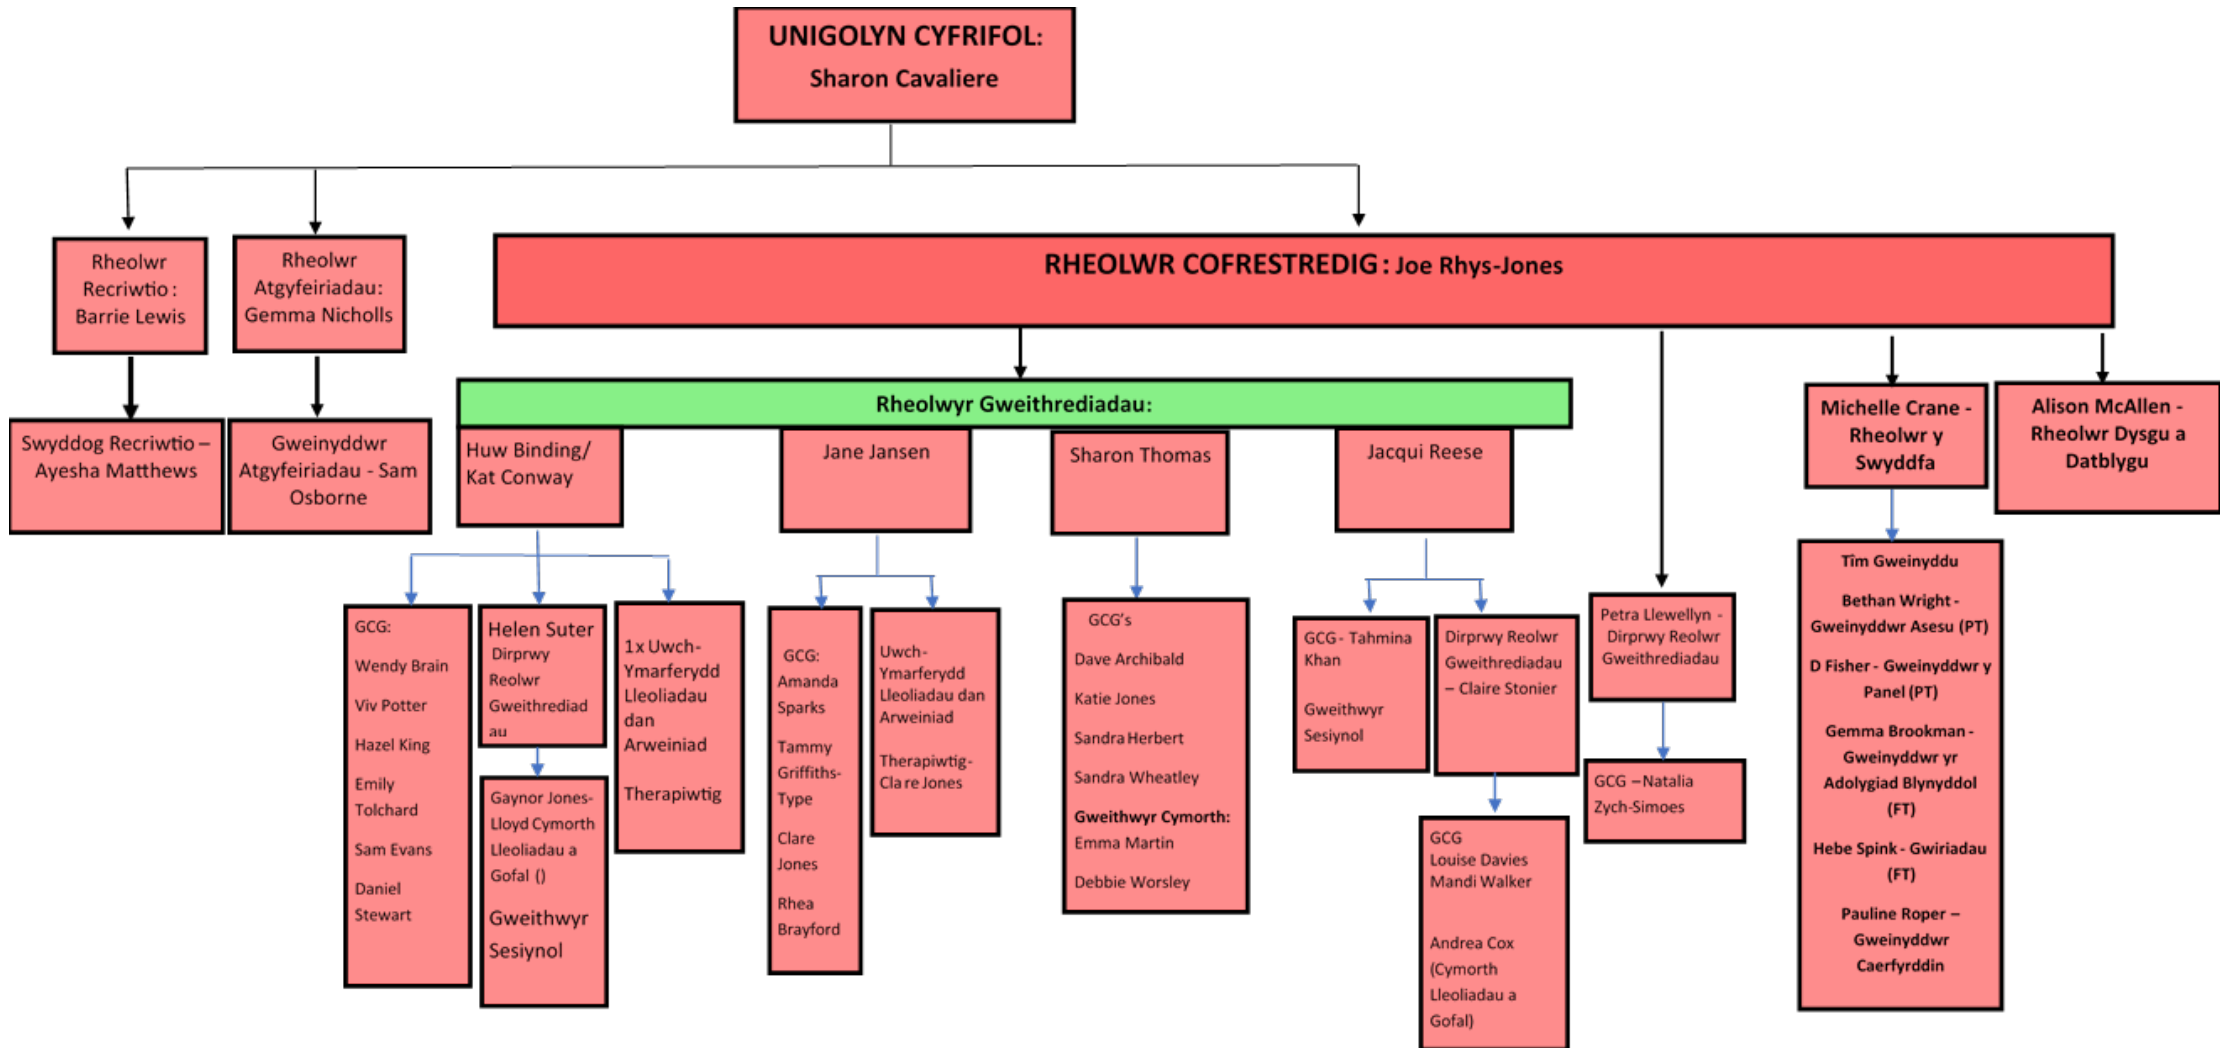 UNIGOLYN CYFRIFOL:
Sharon Cavaliere
Rheolwr
Recriwtio :
Barrie Lewis
Rheolwr
Atgyfeiriadau:
Gemma Nicholls
RHEOLWR COFRESTREDIG : Joe Rhys-Jones
Swyddog Recriwtio –
Ayesha Matthews
Gweinyddwr
Atgyfeiriadau - Sam
Osborne
Rheolwyr Gweithrediadau:
Huw Binding/
Kat Conway
Jane Jansen
Sharon Thomas
Jacqui Reese
Michelle Crane -
Rheolwr y
Swyddfa
Alison McAllen -
Rheolwr Dysgu a
Datblygu
GCG:
Wendy Brain
Viv Potter
Hazel King
Emily
Tolchard
Sam Evans
Daniel
Stewart
Helen Suter
Dirprwy
Reolwr
Gweithrediad
au
Gaynor Jones-
Lloyd Cymorth
Lleoliadau a
Gofal ()
Gweithwyr
Sesiynol
1x Uwch-
Ymarferydd
Lleoliadau
dan
Arweiniad
Therapiwtig
GCG:
Amanda
Sparks
Tammy
Griffiths-
Type
Clare
Jones
Rhea
Brayford
Uwch-
Ymarferydd
Lleoliadau dan
Arweiniad
Therapiwtig-
Clare Jones
GCG's
Dave Archibald
Katie Jones
Sandra Herbert
Sandra Wheatley
Gweithwyr Cymorth:
Emma Martin
Debbie Worsley
GCG - Tahmina
Khan
Gweithwyr
Sesiynol
Dirprwy Reolwr
Gweithrediadau
– Claire Stonier
GCG
Louise Davies
Mandi Walker
Andrea Cox
(Cymorth
Lleoliadau a
Gofal)
Petra Llewellyn -
Dirprwy Reolwr
Gweithrediadau
GCG – Natalia
Zych-Simoes
Tîm Gweinyddu
Bethan Wright -
Gweinyddwr Asesu (PT)
D Fisher - Gweinyddwr y
Panel (PT)
Gemma Brookman -
Gweinyddwr yr
Adolygiad Blynyddol
(FT)
Hebe Spink - Gwiriadau
(FT)
Pauline Roper –
Gweinyddwr
Caerfyrddin